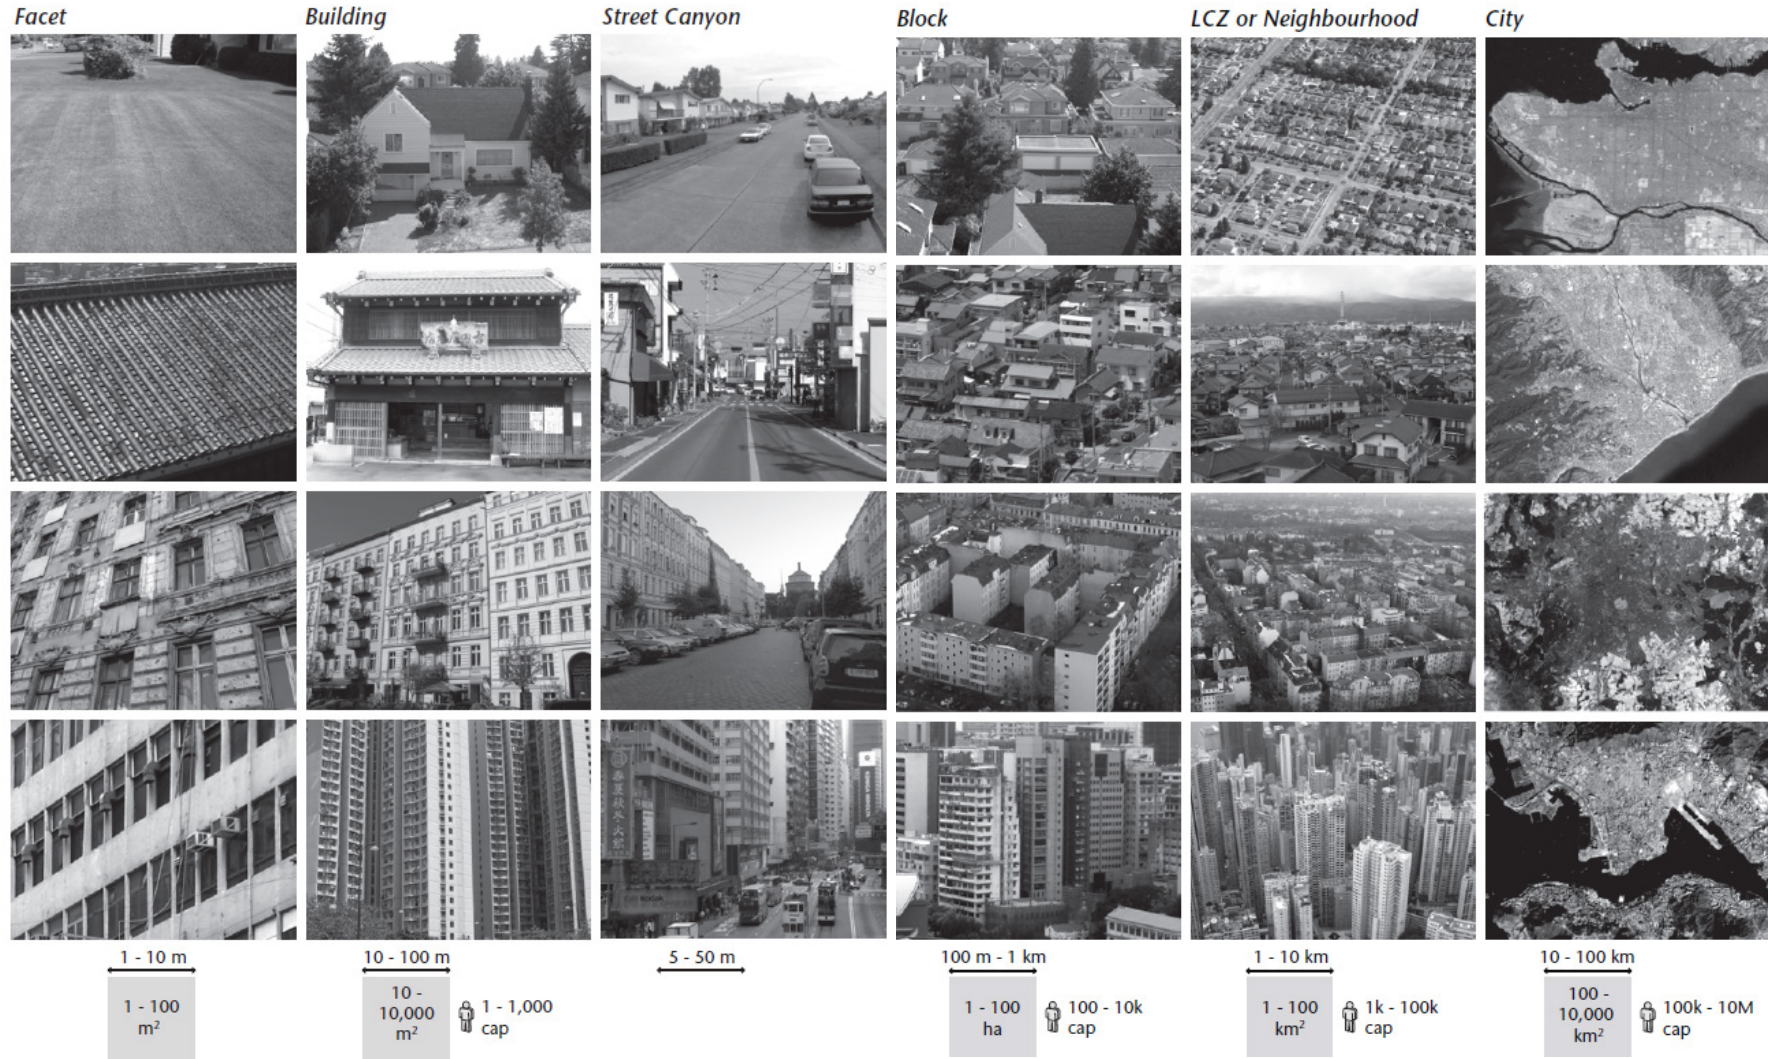 Facet
Building
Street Canyon
Block
LCZ or Neighbourhood
City
1 - 10 m
10 - 100 m
5 - 50 m
100 m - 1 km
1 - 10 km
10 - 100 km
1 - 100
m²
10 -
10,000
m²
1 - 1,000
cap
1 - 100
ha
100 - 10k
cap
1 - 100
km²
1k - 100k
cap
100 -
10,000
km²
100k - 10M
cap